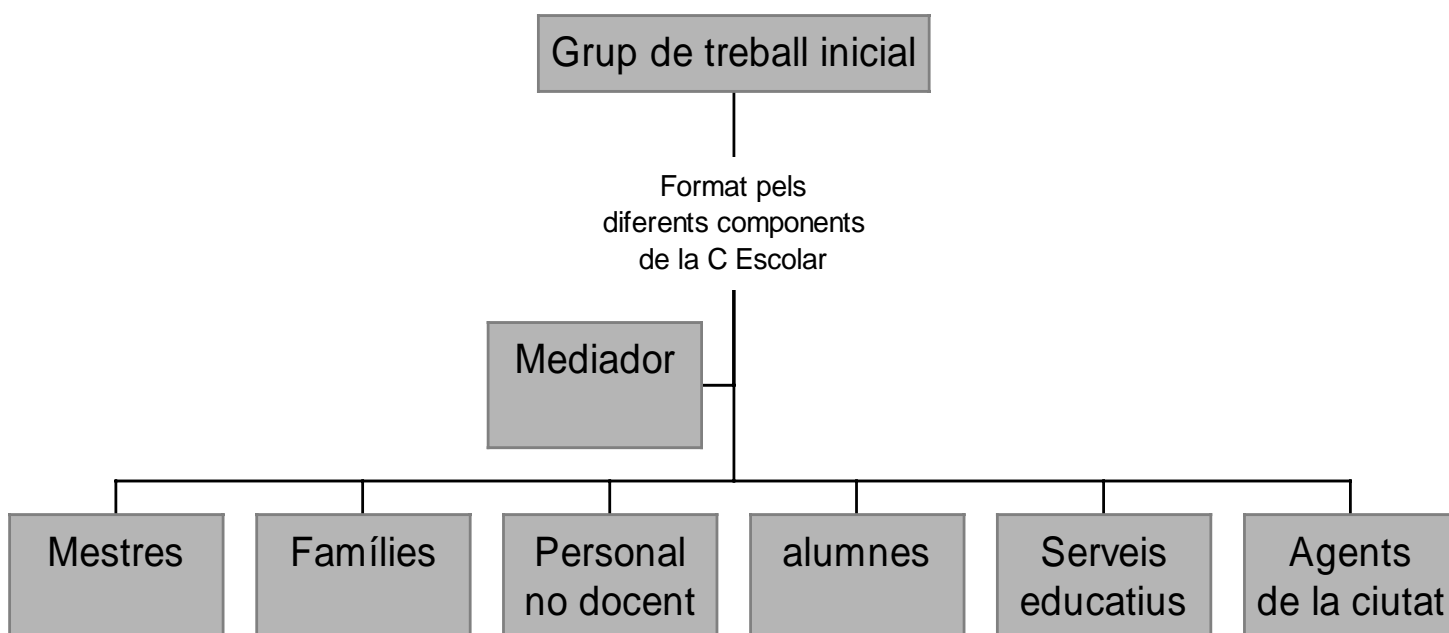 Grup de treball inicial
Format pels
diferents components
de la C Escolar
Mediador
Mestres
Famílies
Personal
no docent
alumnes
Serveis
educatius
Agents
de la ciutat